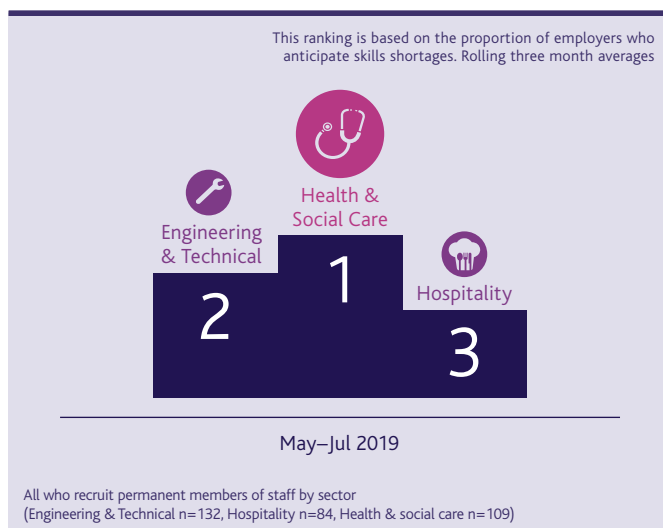 This ranking is based on the proportion of employers who
anticipate skills shortages. Rolling three month averages
Health &
Social Care
Engineering
& Technical
Hospitality
1
2
3
May–Jul 2019
All who recruit permanent members of staff by sector
(Engineering & Technical n=132, Hospitality n=84, Health & social care n=109)